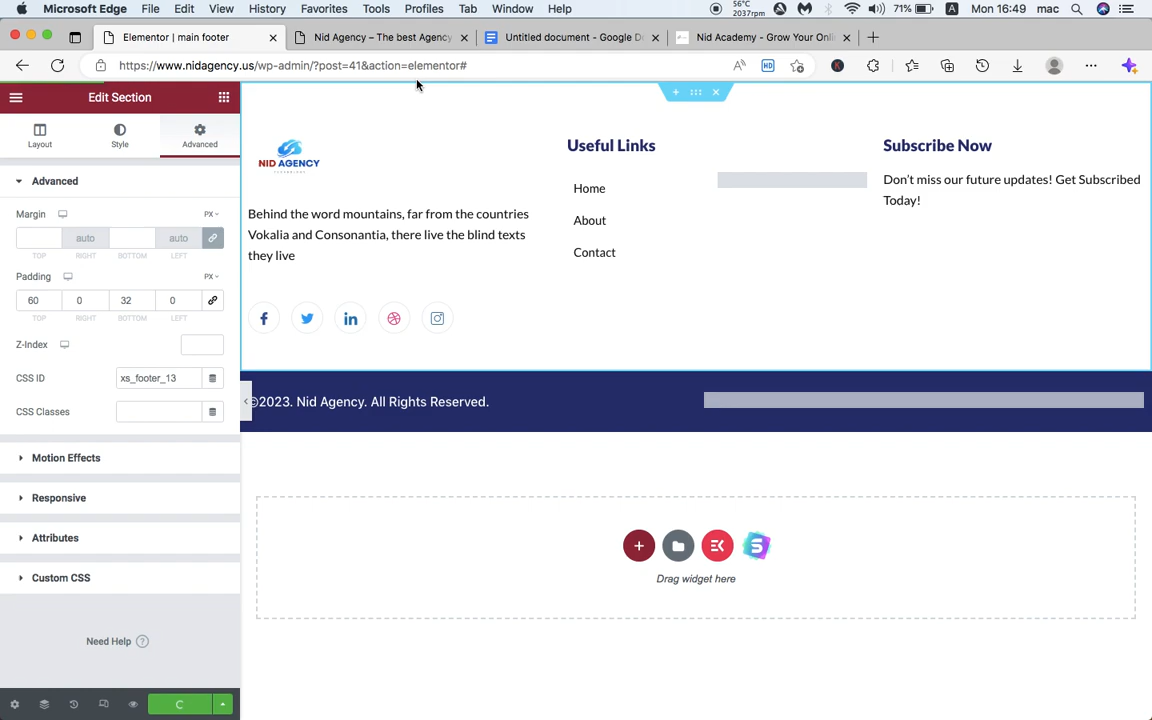 Microsoft Edge File Edit View History Favorites Tools Profiles Tab Window Help 56°C 2037rpm 71% A Mon 16:49 mac
Elementor | main footer
Nid Agency – The best Agency
Untitled document - Google D
Nid Academy - Grow Your Onli
https://www.nidagency.us/wp-admin/?post=41&action=elementor#
Edit Section
Layout
Style
Advanced
Advanced
Margin PX
auto auto
TOP RIGHT BOTTOM LEFT
Padding PX
60 0 32 0
TOP RIGHT BOTTOM LEFT
Z-Index
CSS ID xs_footer_13
CSS Classes
Motion Effects
Responsive
Attributes
Custom CSS
Need Help ?
NID AGENCY
Behind the word mountains, far from the countries
Vokalia and Consonantia, there live the blind texts
they live
Useful Links
Home
About
Contact
Subscribe Now
Don't miss our future updates! Get Subscribed
Today!
©2023. Nid Agency. All Rights Reserved.
Drag widget here